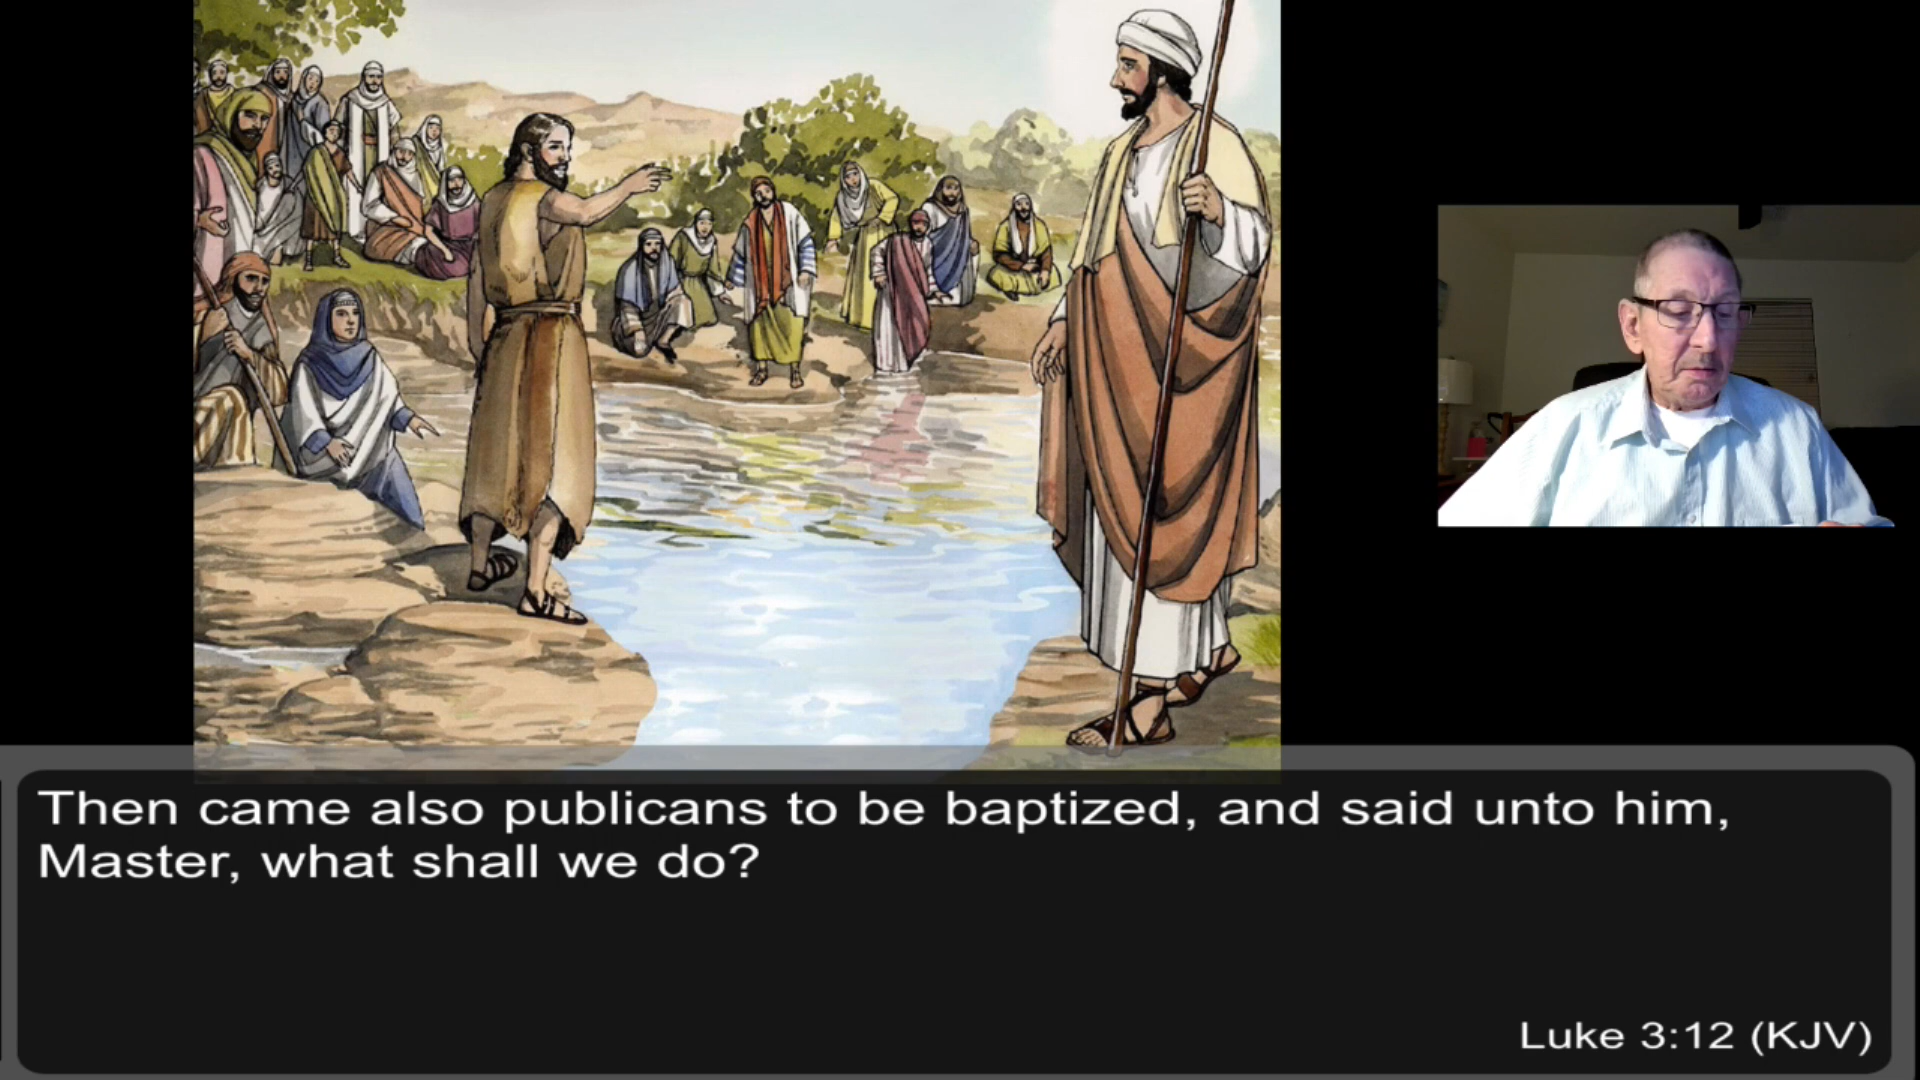 Then came also publicans to be baptized, and said unto him,
Master, what shall we do?
Luke 3:12 (KJV)